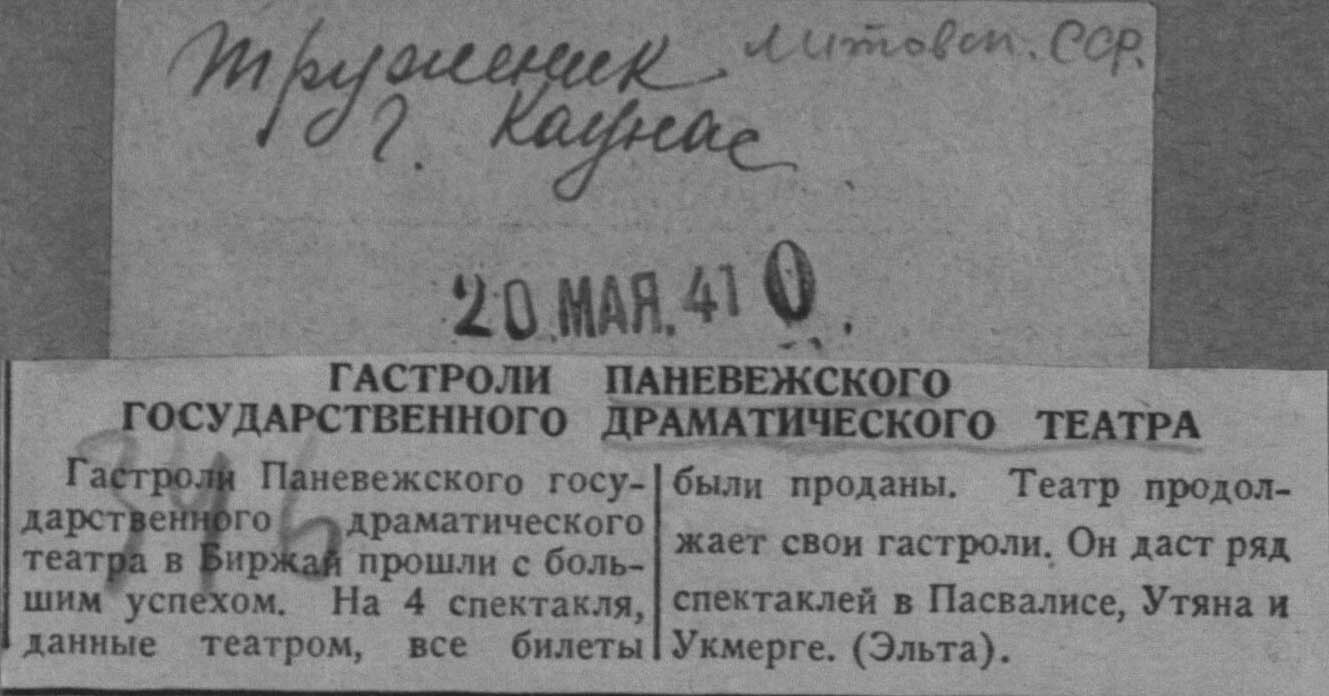 Труженик Литовск. ССР.
г. Каунас
20 МАЯ. 41 0
ГАСТРОЛИ ПАНЕВЕЖСКОГО
ГОСУДАРСТВЕННОГО ДРАМАТИЧЕСКОГО ТЕАТРА
Гастроли Паневежского госу-
дарственного драматического
театра в Биржай прошли с боль-
шим успехом. На 4 спектакля,
данные театром, все билеты
были проданы. Театр продол-
жает свои гастроли. Он даст ряд
спектаклей в Пасвалисе, Утяна и
Укмерге. (Эльта).